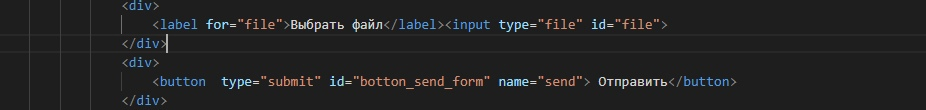 <div>
<label for="file">Выбрать файл</label><input type="file" id="file">
</div>
<div>
<button  type="submit" id="botton_send_form" name="send"> Отправить</button>
</div>